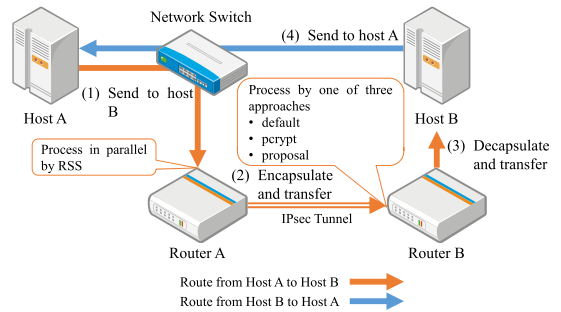 Network Switch
(4) Send to host A
Host A
(1) Send to host
B
Process by one of three
approaches
• default
• pcrypt
• proposal
Host B
(3) Decapsulate
and transfer
Process in parallel
by RSS
(2) Encapsulate
and transfer
IPsec Tunnel
Router A
Router B
Route from Host A to Host B
Route from Host B to Host A